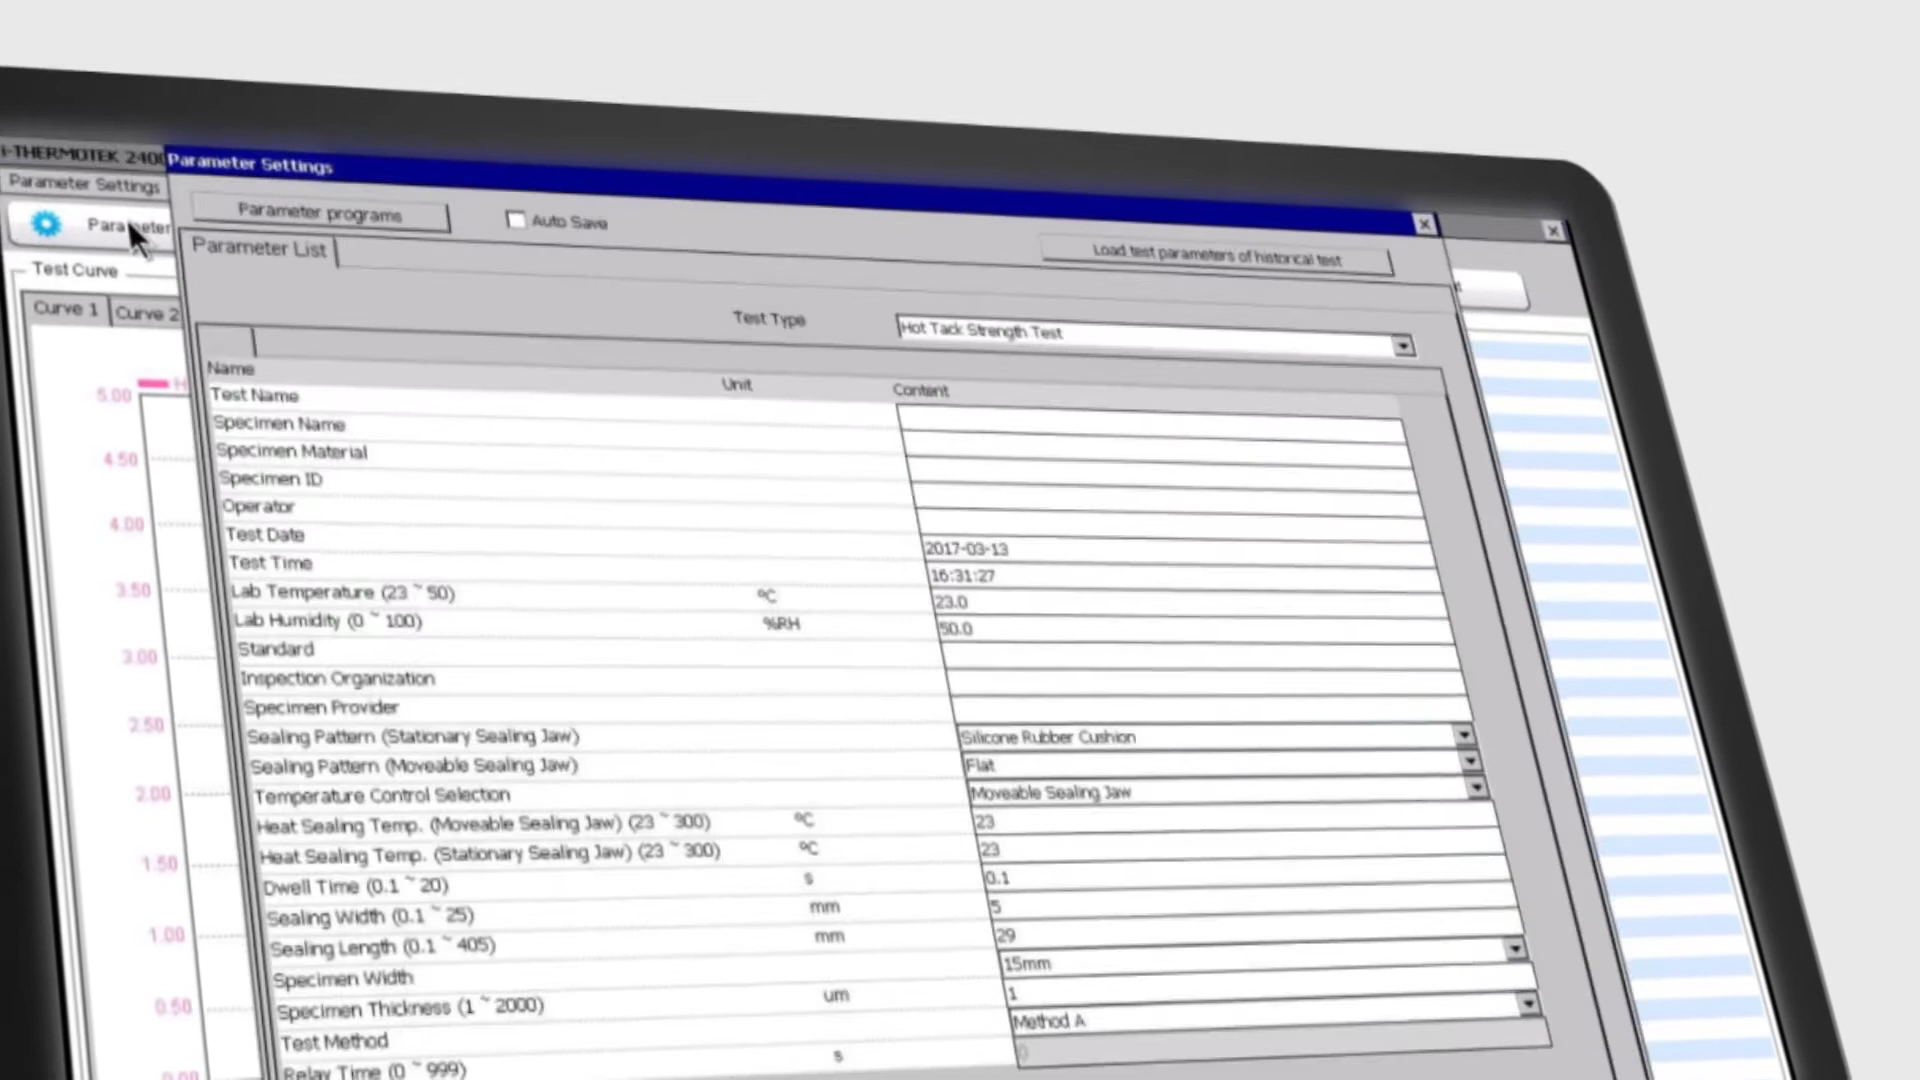 i-THERMOTEK 240
Parameter Settings
Parameter Settings
Parameter
Parameter programs
Auto Save
Load test parameters of historical test
Parameter List
Test Curve
Curve 1
Curve 2
Test Type
Hot Tack Strength Test
Name
Unit
Content
Test Name
Specimen Name
Specimen Material
Specimen ID
Operator
Test Date 2017-03-13
Test Time 16:31:27
Lab Temperature (23 ~ 50) ºC 23.0
Lab Humidity (0 ~ 100) %RH 50.0
Standard
Inspection Organization
Specimen Provider
Sealing Pattern (Stationary Sealing Jaw) Silicone Rubber Cushion
Sealing Pattern (Moveable Sealing Jaw) Flat
Temperature Control Selection Moveable Sealing Jaw
Heat Sealing Temp. (Moveable Sealing Jaw) (23 ~ 300) ºC 23
Heat Sealing Temp. (Stationary Sealing Jaw) (23 ~ 300) ºC 23
Dwell Time (0.1 ~ 20) s 0.1
Sealing Width (0.1 ~ 25) mm 5
Sealing Length (0.1 ~ 405) mm 29
Specimen Width 15mm
Specimen Thickness (1 ~ 2000) um 1
Test Method Method A
Relay Time (0 ~ 999) s 0
5.00
4.50
4.00
3.50
3.00
2.50
2.00
1.50
1.00
0.50
0.00